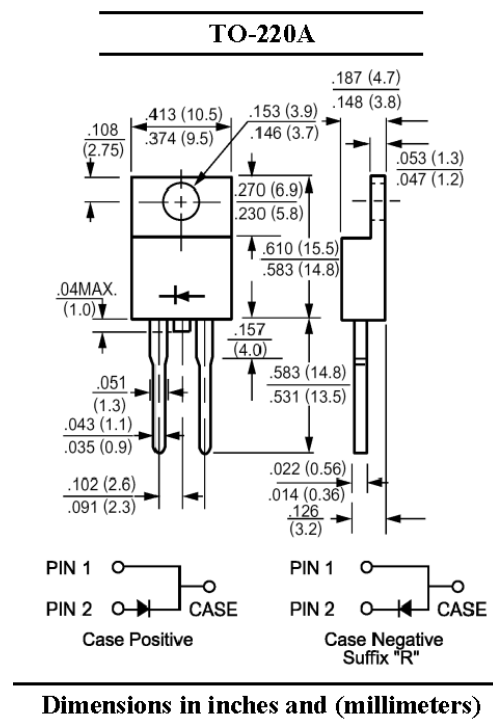 TO-220A
.187 (4.7)
.148 (3.8)
.413 (10.5)
.374 (9.5)
.153 (3.9)
.146 (3.7)
.108
(2.75)
.053 (1.3)
.047 (1.2)
.270 (6.9)
.230 (5.8)
.610 (15.5)
.583 (14.8)
.04MAX.
(1.0)
.157
(4.0)
.583 (14.8)
.531 (13.5)
.051
(1.3)
.043 (1.1)
.035 (0.9)
.022 (0.56)
.014 (0.36)
.102 (2.6)
.091 (2.3)
.126
(3.2)
PIN 1
PIN 2
CASE
Case Positive
PIN 1
PIN 2
CASE
Case Negative
Suffix "R"
Dimensions in inches and (millimeters)